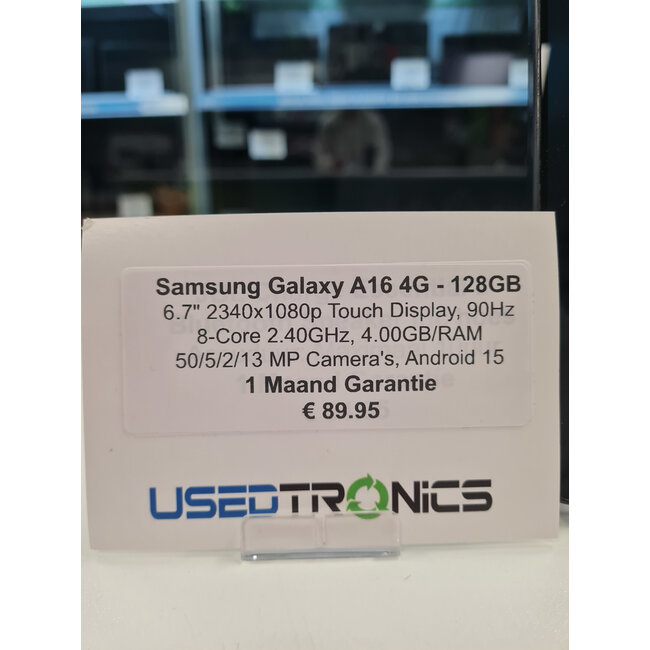 Samsung Galaxy A16 4G - 128GB
6.7" 2340x1080p Touch Display, 90Hz
8-Core 2.40GHz, 4.00GB/RAM
50/5/2/13 MP Camera's, Android 15
1 Maand Garantie
€ 89.95
USEDTRONiCS